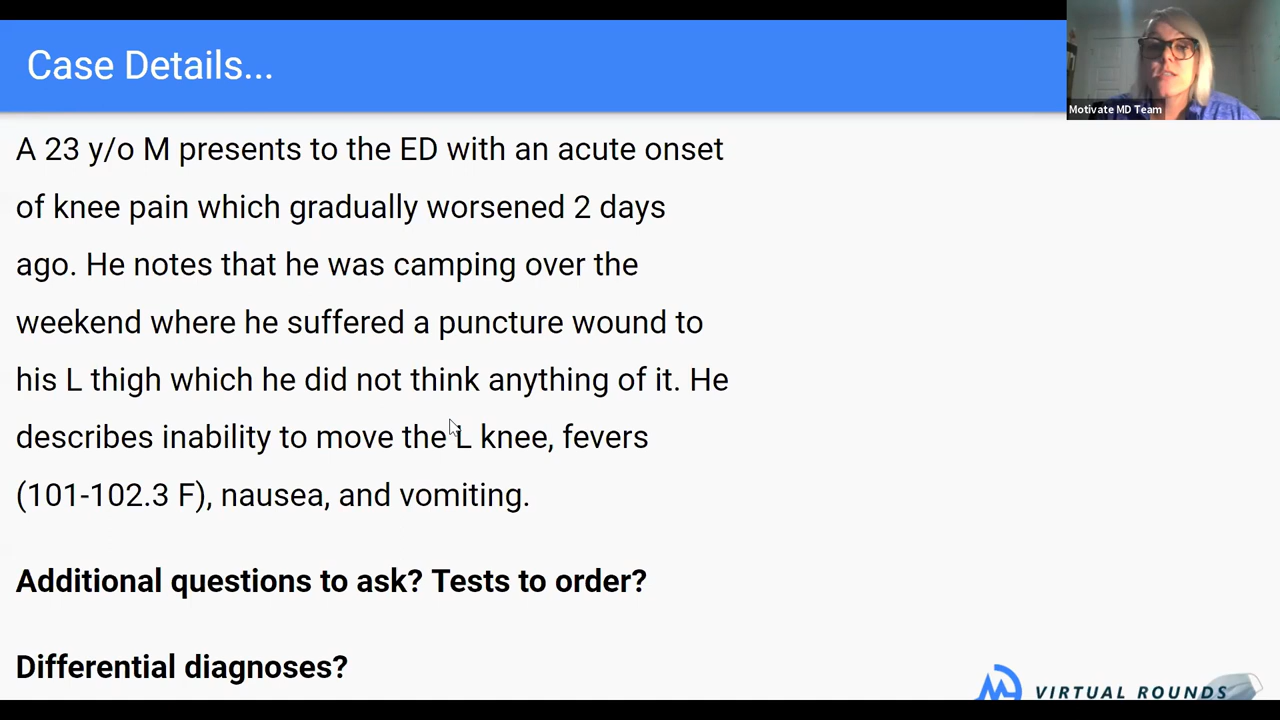 Case Details...
Motivate MD Team
A 23 y/o M presents to the ED with an acute onset
of knee pain which gradually worsened 2 days
ago. He notes that he was camping over the
weekend where he suffered a puncture wound to
his L thigh which he did not think anything of it. He
describes inability to move the L knee, fevers
(101-102.3 F), nausea, and vomiting.
Additional questions to ask? Tests to order?
Differential diagnoses?
VIRTUAL ROUNDS